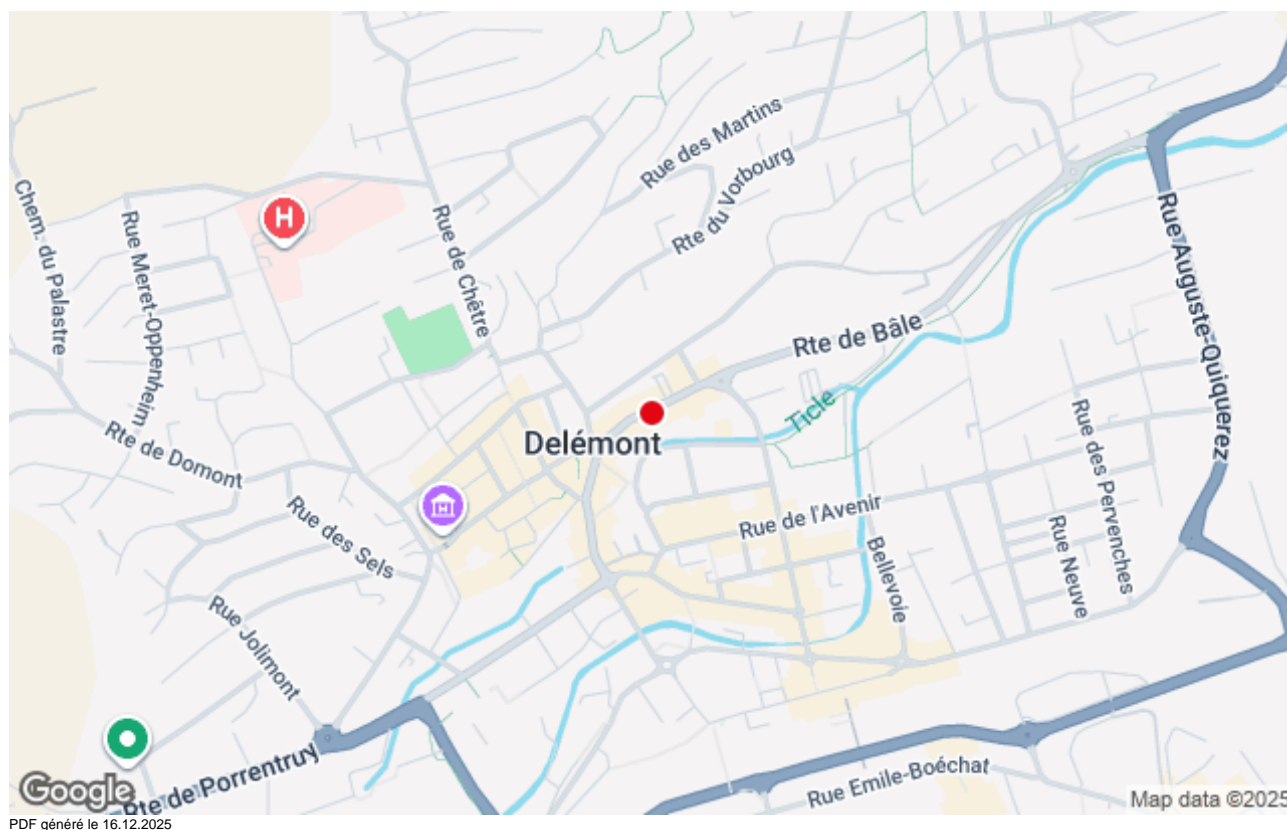 Rue des Martins
Rte du Vorbourg
Chem. du Palastre
Rue Meret-Oppenheim
H
Rue de Chêtre
Rue Auguste-Quiquerez
Rte de Bâle
Ticle
Delémont
Rte de Domont
Rue des Sels
Rue de l'Avenir
Bellevoie
Rue Neuve
Rue des Pervenches
H
Rue Jolimont
Rte de Porrentruy
Rue Emile-Boéchat
Google
Map data ©2025
PDF généré le 16.12.2025